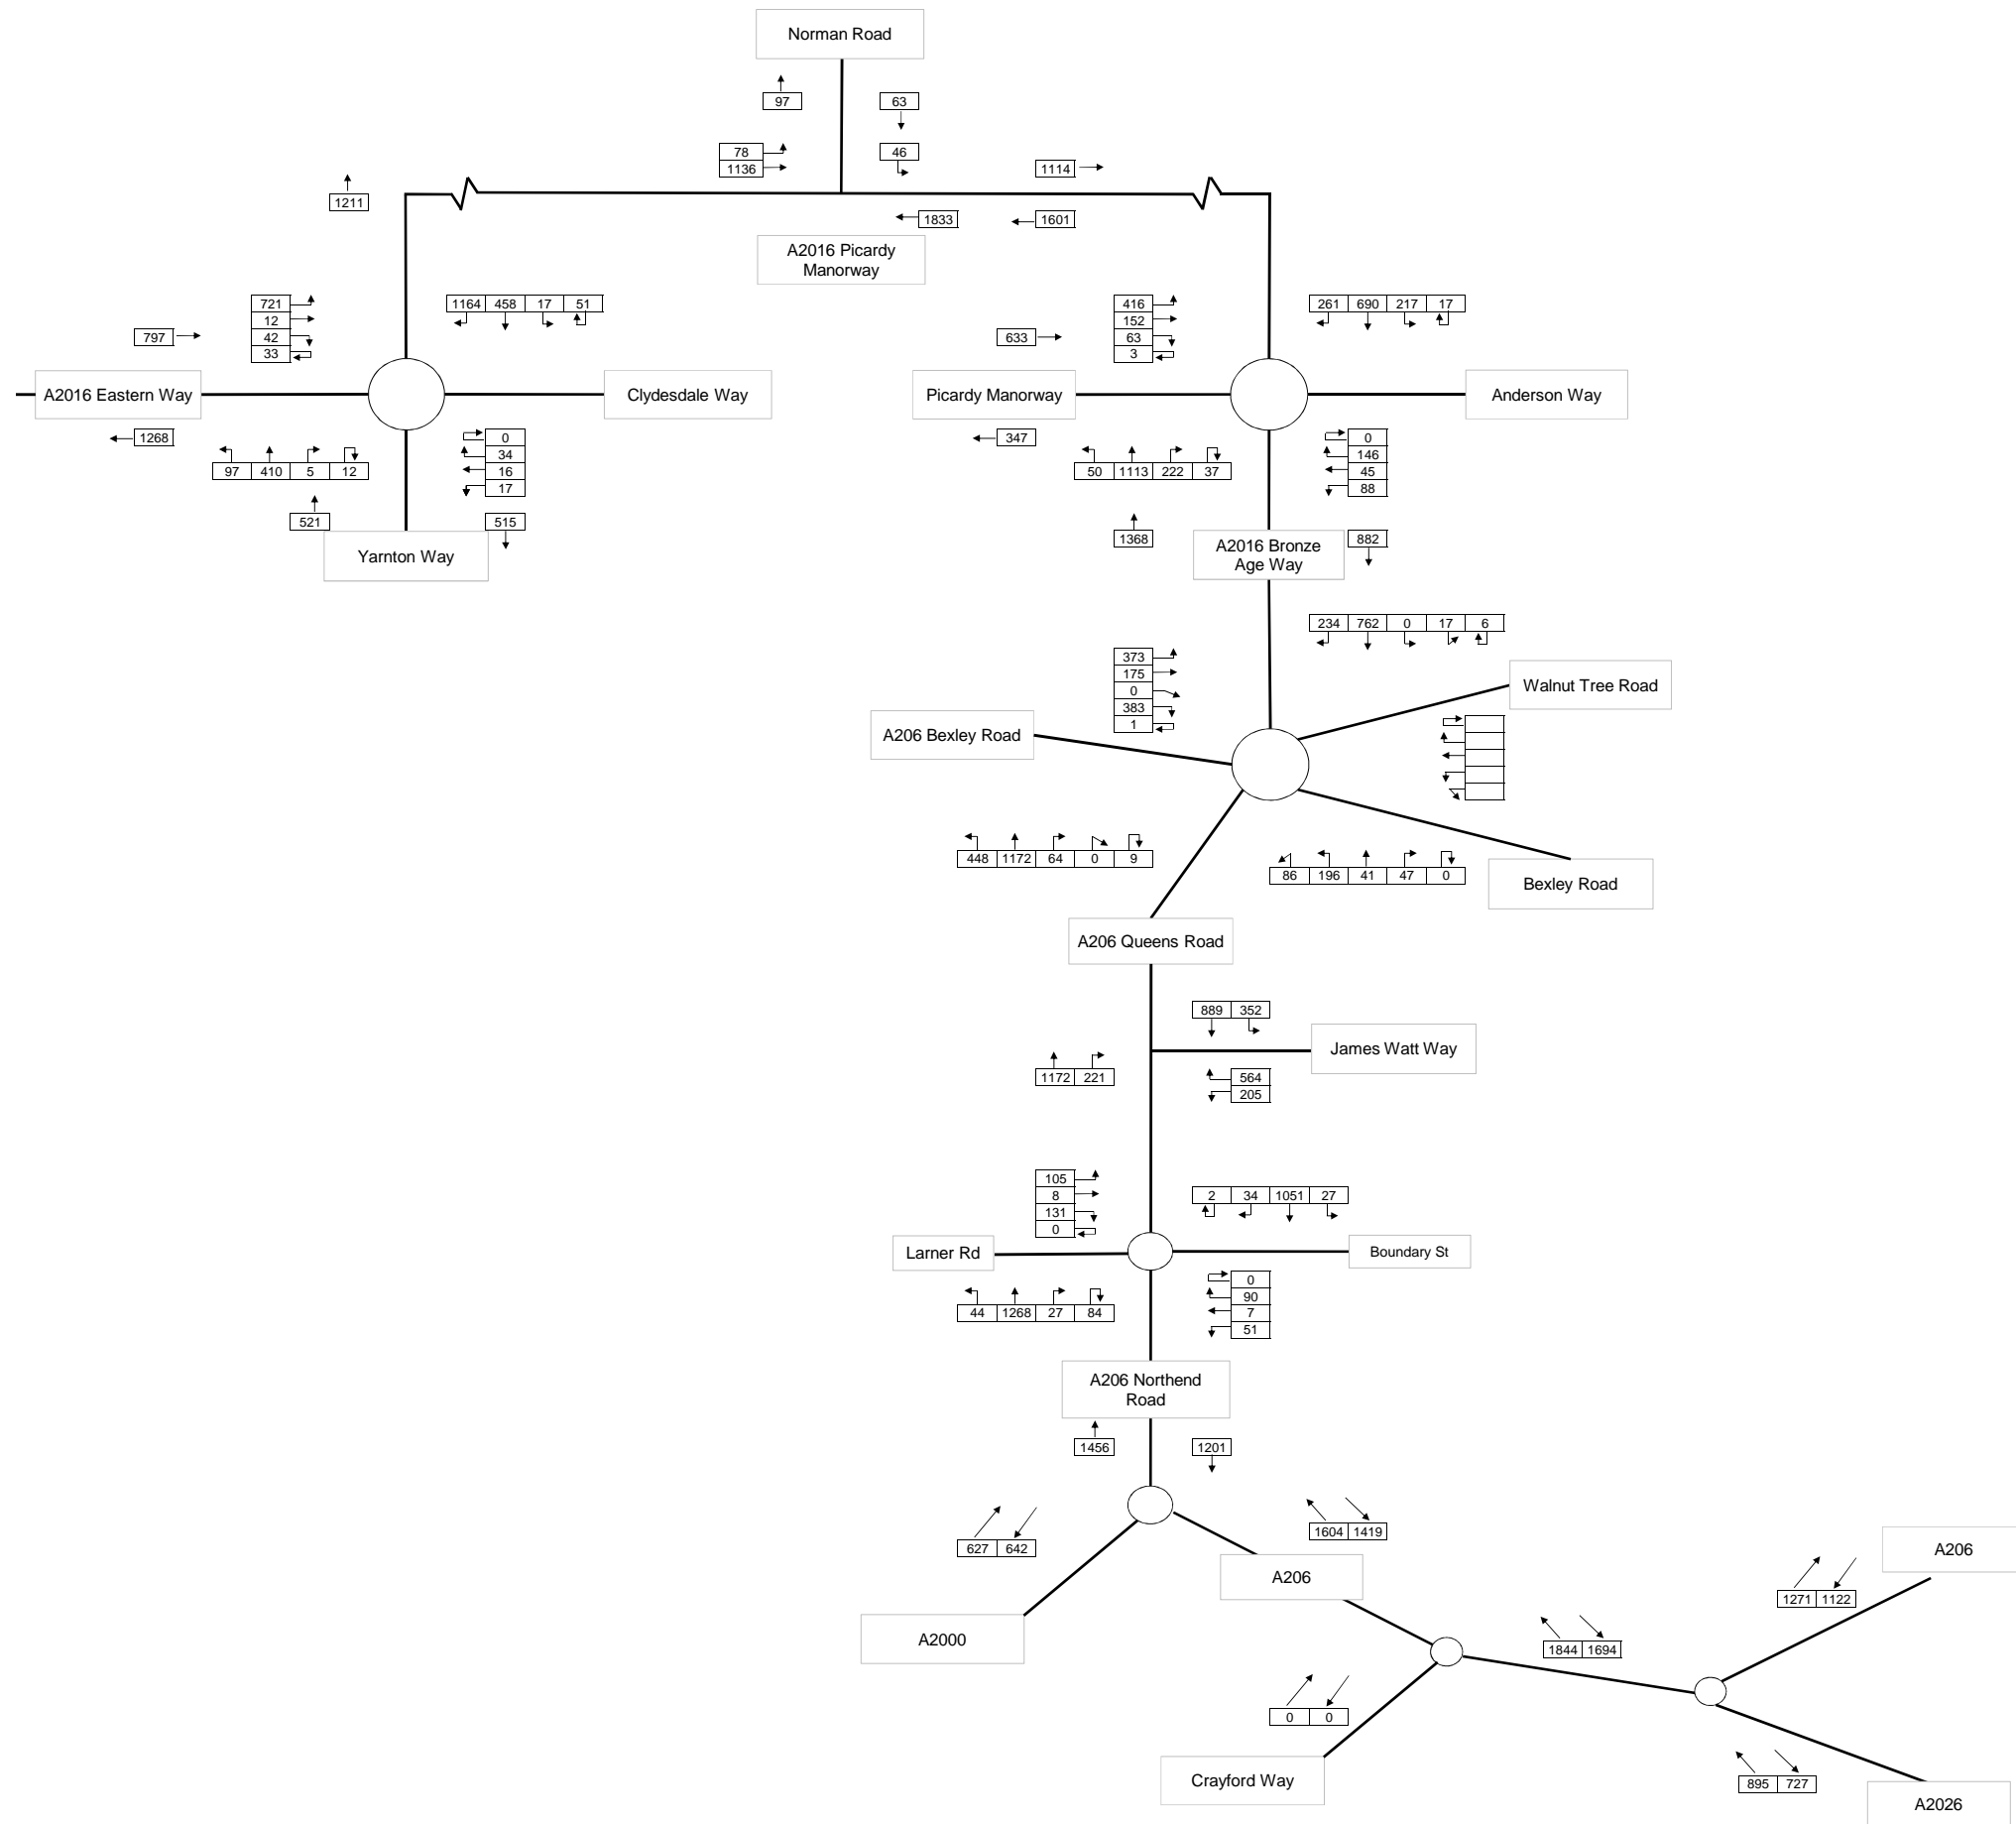 Norman Road
97
63
78
1136
46
1114
1211
1833
1601
A2016 Picardy
Manorway
721
12
42
33
1164 458 17 51
797
416
152
63
3
261 690 217 17
633
A2016 Eastern Way
Clydesdale Way
Picardy Manorway
Anderson Way
1268
347
97 410 5 12
0
34
16
17
50 1113 222 37
0
146
45
88
521
515
Yarnton Way
1368
A2016 Bronze
Age Way
882
234 762 0 17 6
373
175
0
383
1
Walnut Tree Road
A206 Bexley Road
448 1172 64 0 9
86 196 41 47 0
Bexley Road
A206 Queens Road
889 352
James Watt Way
1172 221
564
205
105
8
131
0
2 34 1051 27
Larner Rd
Boundary St
44 1268 27 84
0
90
7
51
A206 Northend
Road
1456
1201
627 642
1604 1419
A206
A206
1271 1122
A2000
1844 1694
0 0
Crayford Way
895 727
A2026